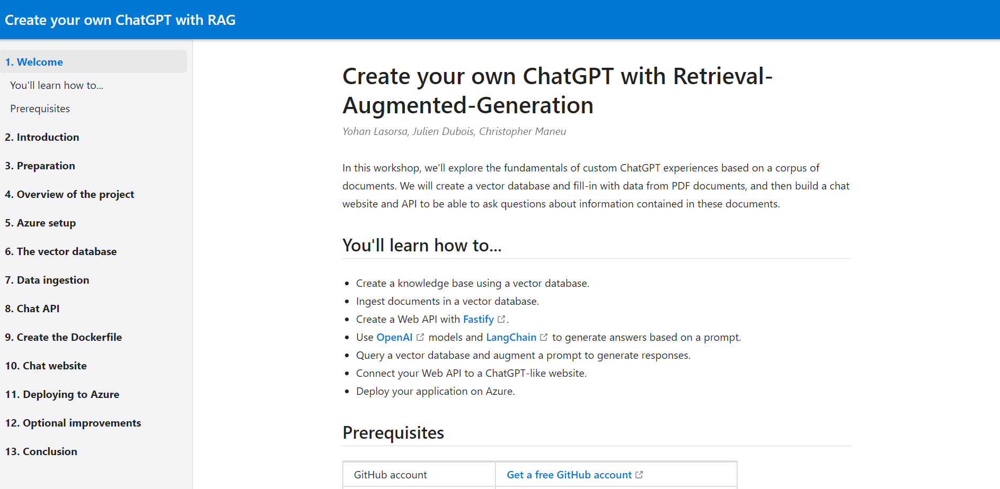 Create your own ChatGPT with RAG
1. Welcome
You'll learn how to...
Prerequisites
2. Introduction
3. Preparation
4. Overview of the project
5. Azure setup
6. The vector database
7. Data ingestion
8. Chat API
9. Create the Dockerfile
10. Chat website
11. Deploying to Azure
12. Optional improvements
13. Conclusion
Create your own ChatGPT with Retrieval-
Augmented-Generation
Yohan Lasorsa, Julien Dubois, Christopher Maneu
In this workshop, we'll explore the fundamentals of custom ChatGPT experiences based on a corpus of
documents. We will create a vector database and fill-in with data from PDF documents, and then build a chat
website and API to be able to ask questions about information contained in these documents.
You'll learn how to...
• Create a knowledge base using a vector database.
• Ingest documents in a vector database.
• Create a Web API with Fastify.
• Use OpenAI models and LangChain to generate answers based on a prompt.
• Query a vector database and augment a prompt to generate responses.
• Connect your Web API to a ChatGPT-like website.
• Deploy your application on Azure.
Prerequisites
GitHub account Get a free GitHub account